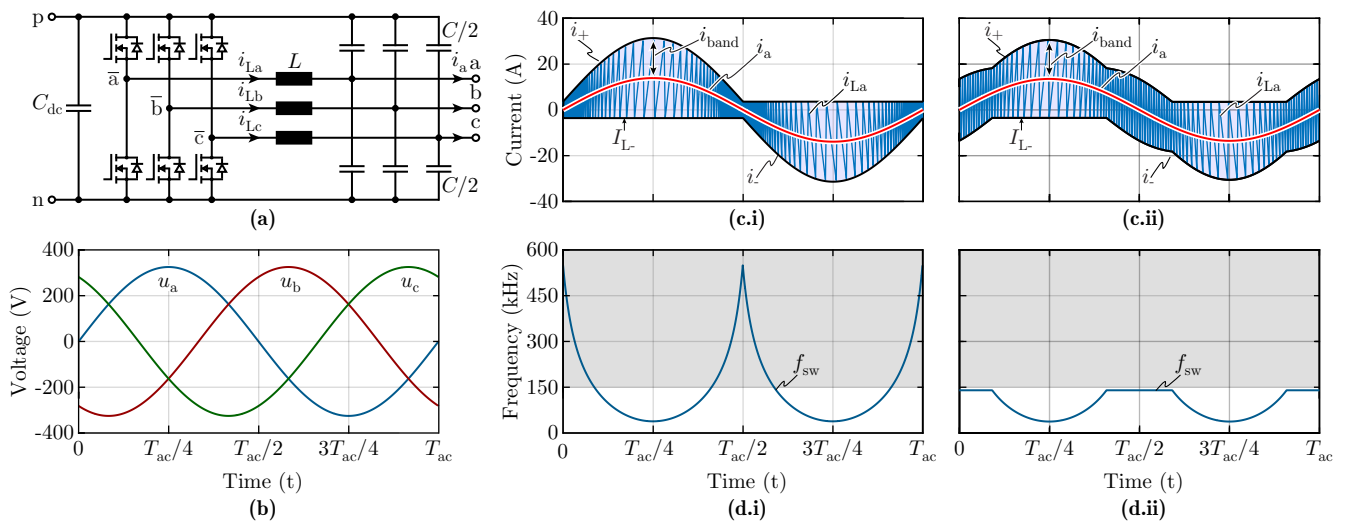 p
C/2
i_La L i_a a
a̅
i_Lb b
C_dc b̅
i_Lc c
c̅
C/2
n
(a)
400
200
0
-200
-400
Voltage (V)
u_a u_b u_c
0 T_ac/4 T_ac/2 3T_ac/4 T_ac
Time (t)
(b)
40
20
0
-20
-40
Current (A)
i_+ i_band i_a
i_La
I_L-
i_-
(c.i)
i_+ i_band i_a
i_La
I_L-
i_-
(c.ii)
600
450
300
150
0
Frequency (kHz)
f_sw
0 T_ac/4 T_ac/2 3T_ac/4 T_ac
Time (t)
(d.i)
f_sw
0 T_ac/4 T_ac/2 3T_ac/4 T_ac
Time (t)
(d.ii)